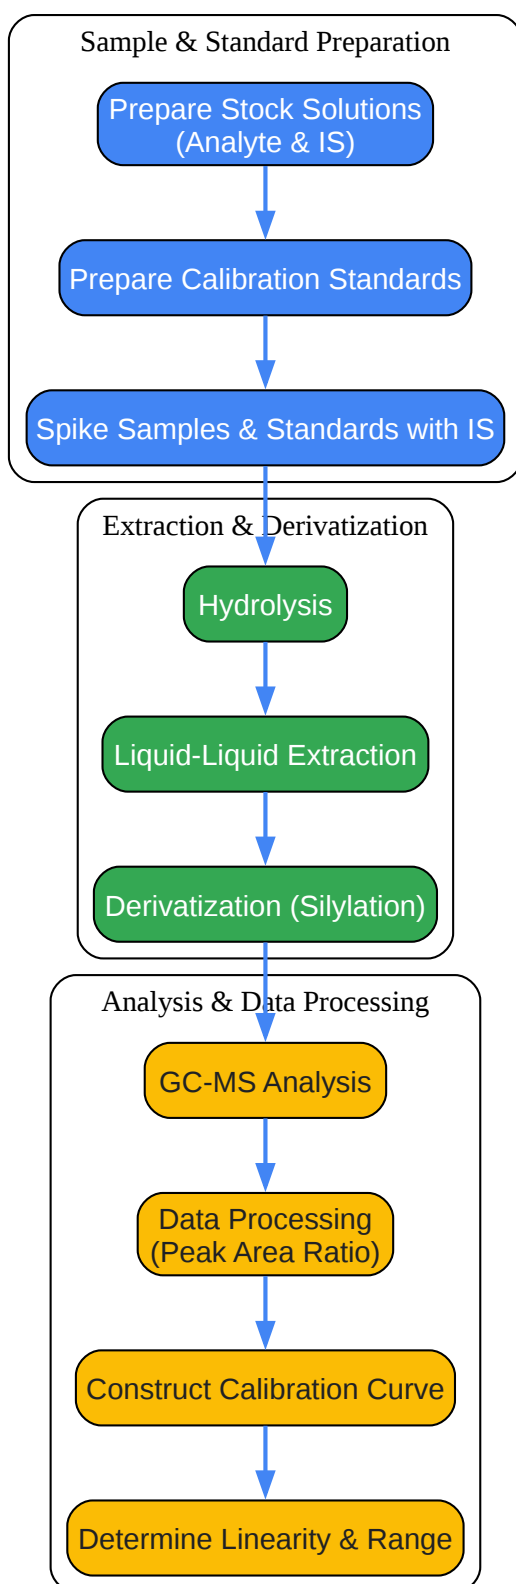 Sample & Standard Preparation
Prepare Stock Solutions
(Analyte & IS)
Prepare Calibration Standards
Spike Samples & Standards with IS
Extraction & Derivatization
Hydrolysis
Liquid-Liquid Extraction
Derivatization (Silylation)
Analysis & Data Processing
GC-MS Analysis
Data Processing
(Peak Area Ratio)
Construct Calibration Curve
Determine Linearity & Range